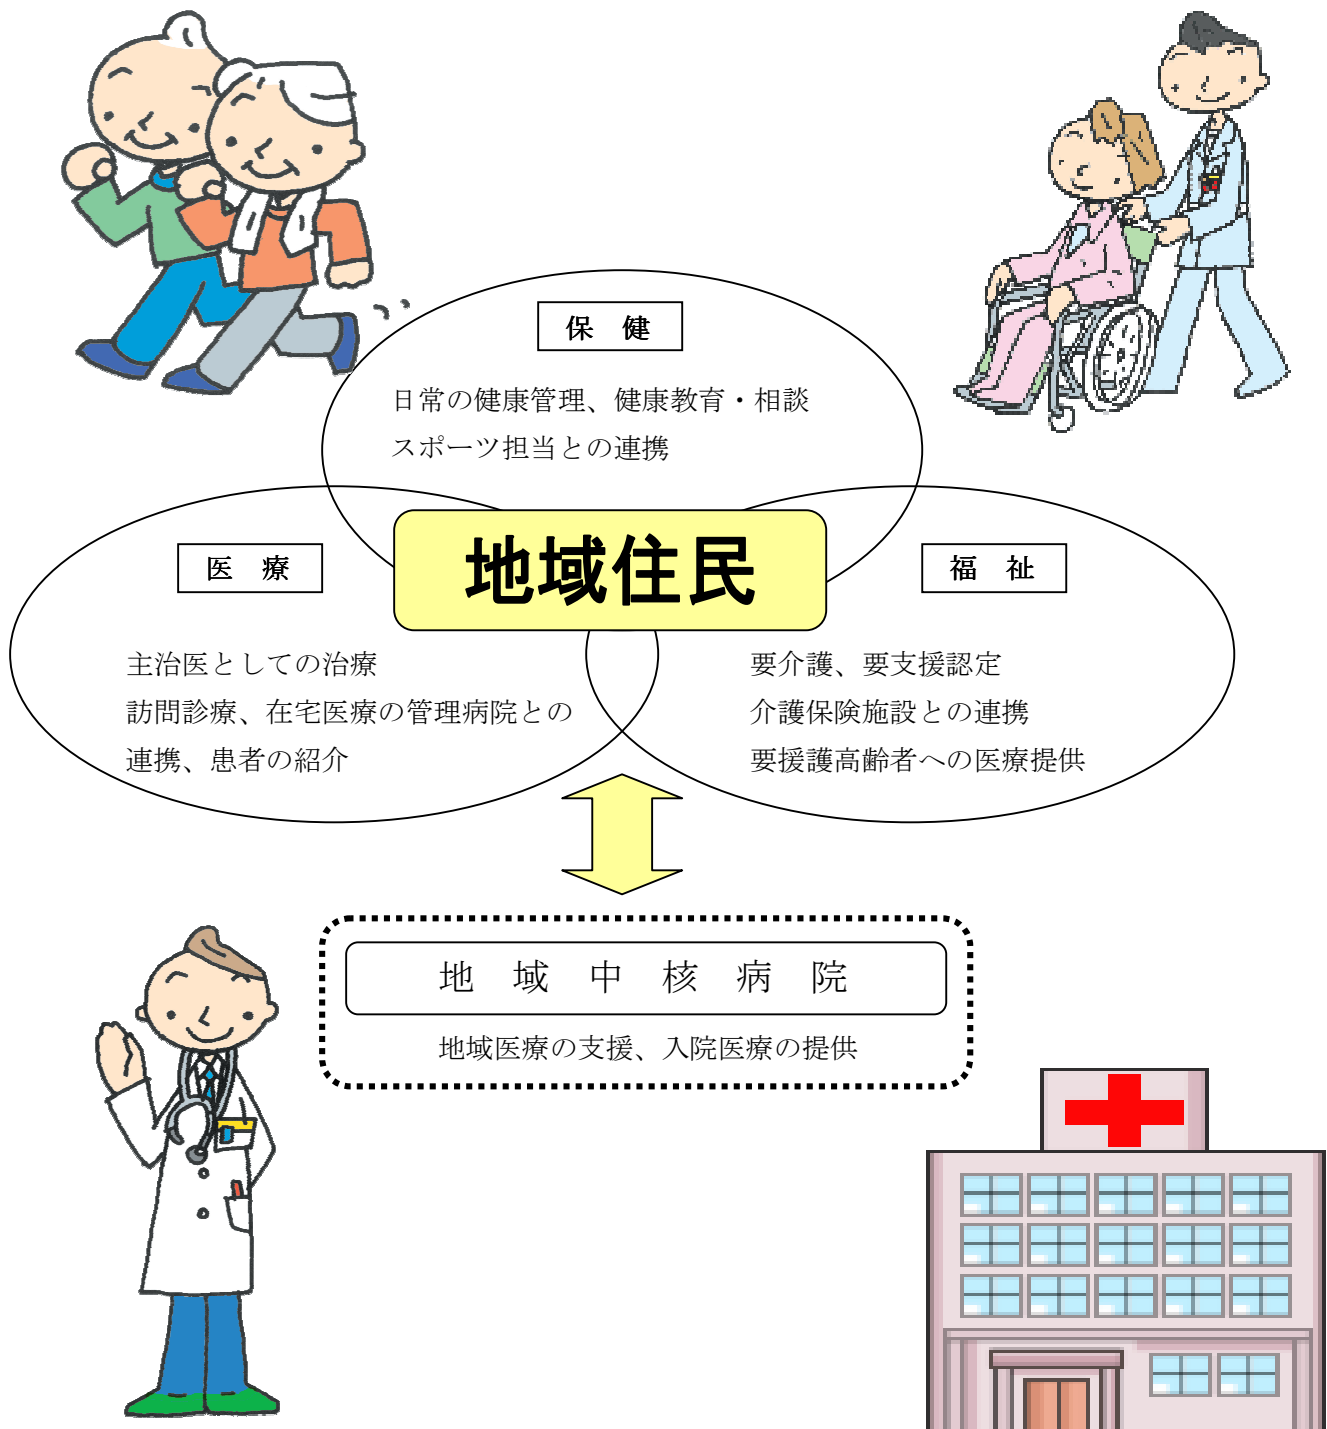 保　健
日常の健康管理、健康教育・相談
スポーツ担当との連携
地域住民
医　療
主治医としての治療
訪問診療、在宅医療の管理病院との
連携、患者の紹介
福　祉
要介護、要支援認定
介護保険施設との連携
要援護高齢者への医療提供
地　域　中　核　病　院
地域医療の支援、入院医療の提供